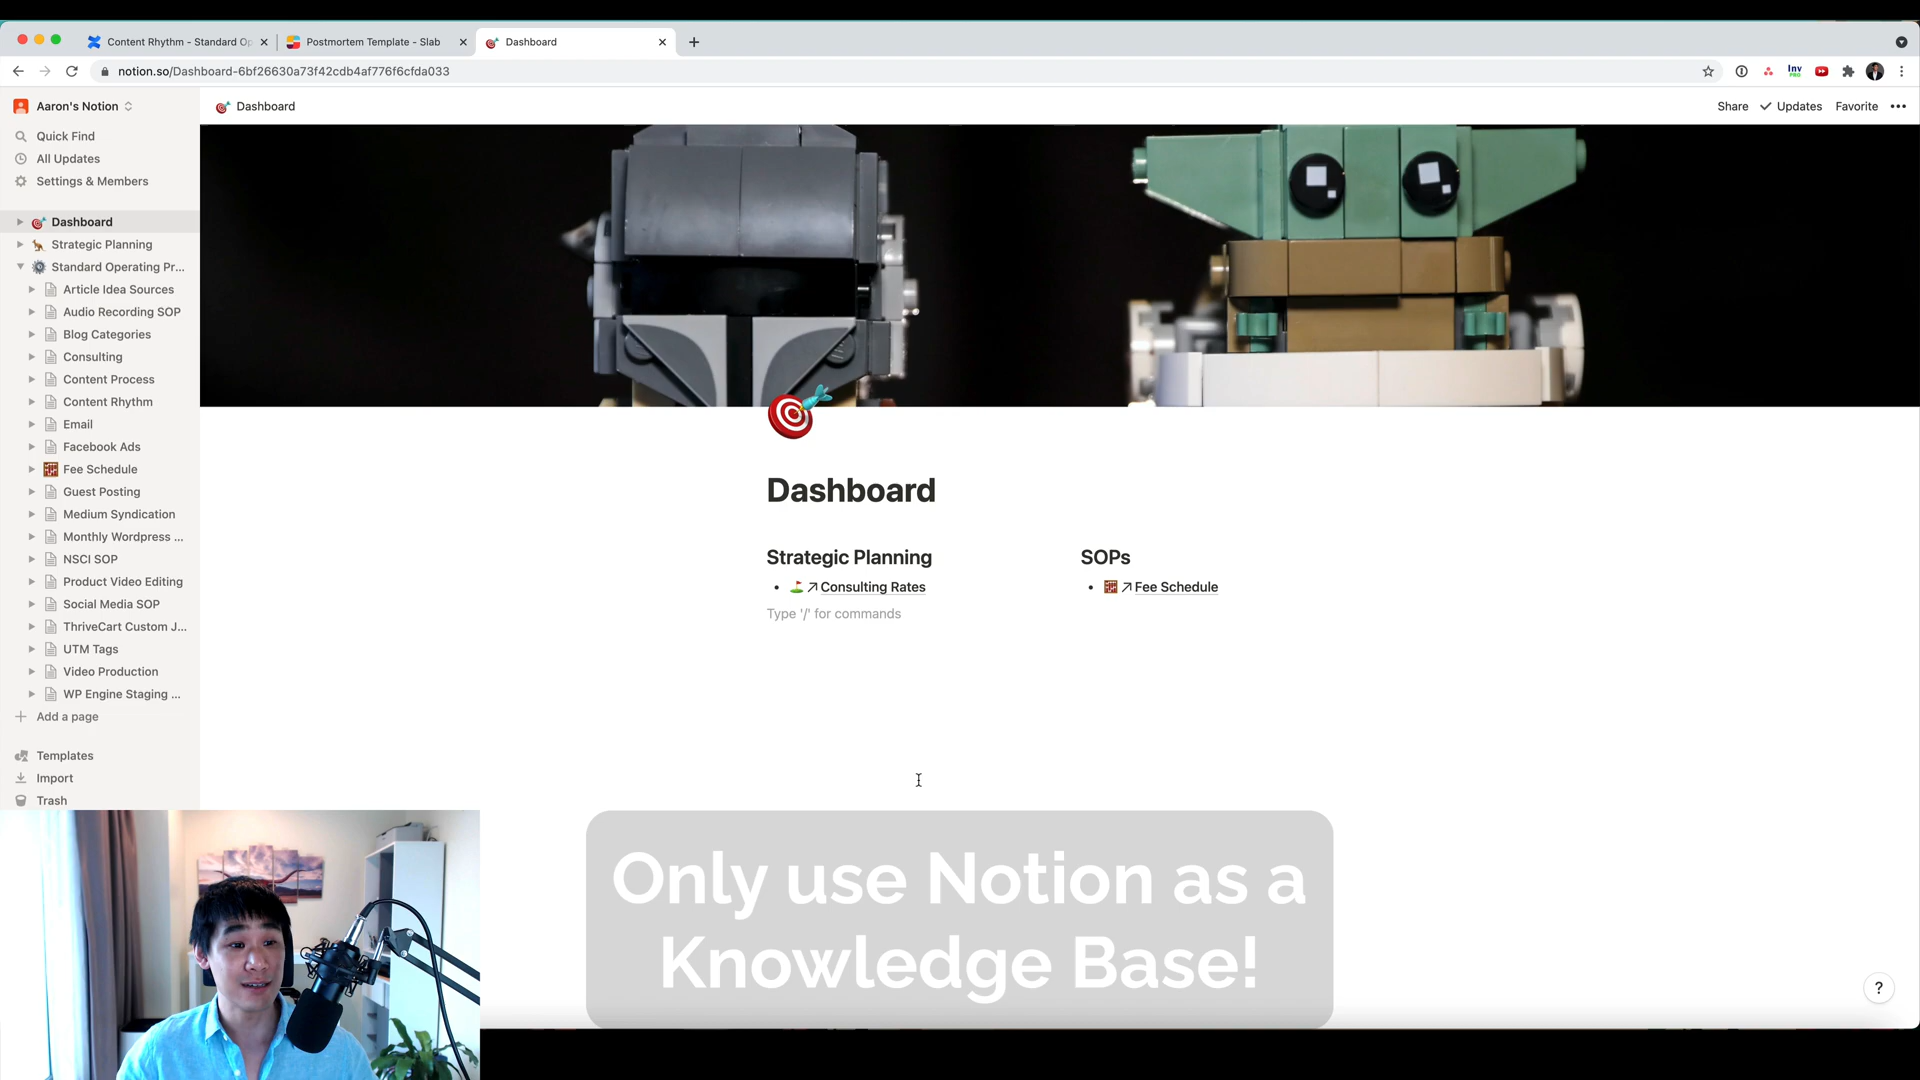 Content Rhythm - Standard Op
Postmortem Template - Slab
Dashboard
notion.so/Dashboard-6bf26630a73f42cdb4af776f6cfda033
Inv
PRO
Aaron's Notion
Dashboard
Share
Updates
Favorite
Quick Find
All Updates
Settings & Members
Dashboard
Strategic Planning
Standard Operating Pr...
Article Idea Sources
Audio Recording SOP
Blog Categories
Consulting
Content Process
Content Rhythm
Email
Facebook Ads
Fee Schedule
Guest Posting
Medium Syndication
Monthly Wordpress ...
NSCI SOP
Product Video Editing
Social Media SOP
ThriveCart Custom J...
UTM Tags
Video Production
WP Engine Staging ...
Add a page
Templates
Import
Trash
Dashboard
Strategic Planning
• Consulting Rates
Type '/' for commands
SOPs
• Fee Schedule
Only use Notion as a
Knowledge Base!
?